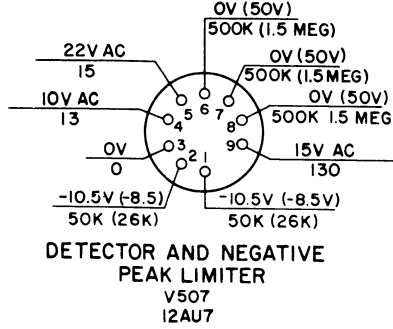 0V (50V)
500K (1.5 MEG)
22V AC
15
0V (50V)
500K (1.5MEG)
10V AC
13
0V (50V)
500K 1.5 MEG
0V
0
15V AC
130
5 6 7
4 8
3 9
2 1
-10.5V (-8.5)
50K (26K)
-10.5V (-8.5V)
50K (26K)
DETECTOR AND NEGATIVE
PEAK LIMITER
V507
12AU7